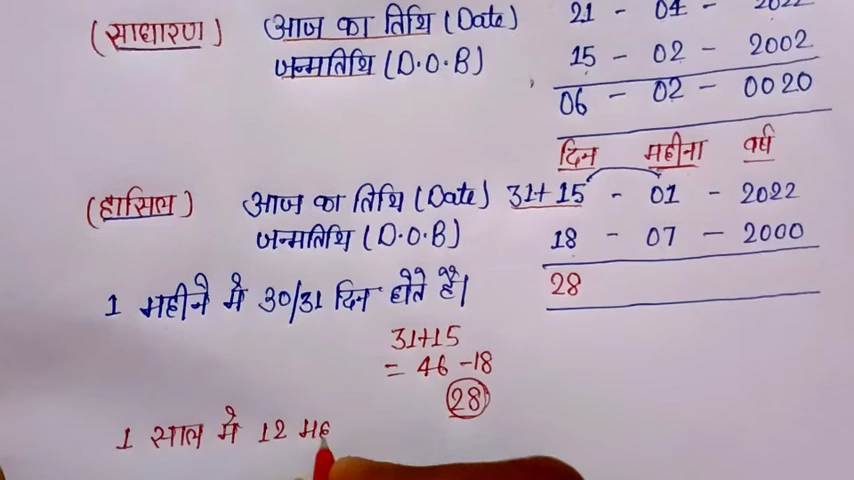 (साधारण) आज का तिथि (Date) 21 - 04 - 2022
जन्मतिथि (D.O.B) 15 - 02 - 2002
06 - 02 - 0020
दिन महीना वर्ष
(हासिल) आज का तिथि (Date) 31+15 - 01 - 2022
जन्मतिथि (D.O.B) 18 - 07 - 2000
28
1 महीने मे 30/31 दिन होते है।
31+15
= 46 -18
28
1 साल मे 12